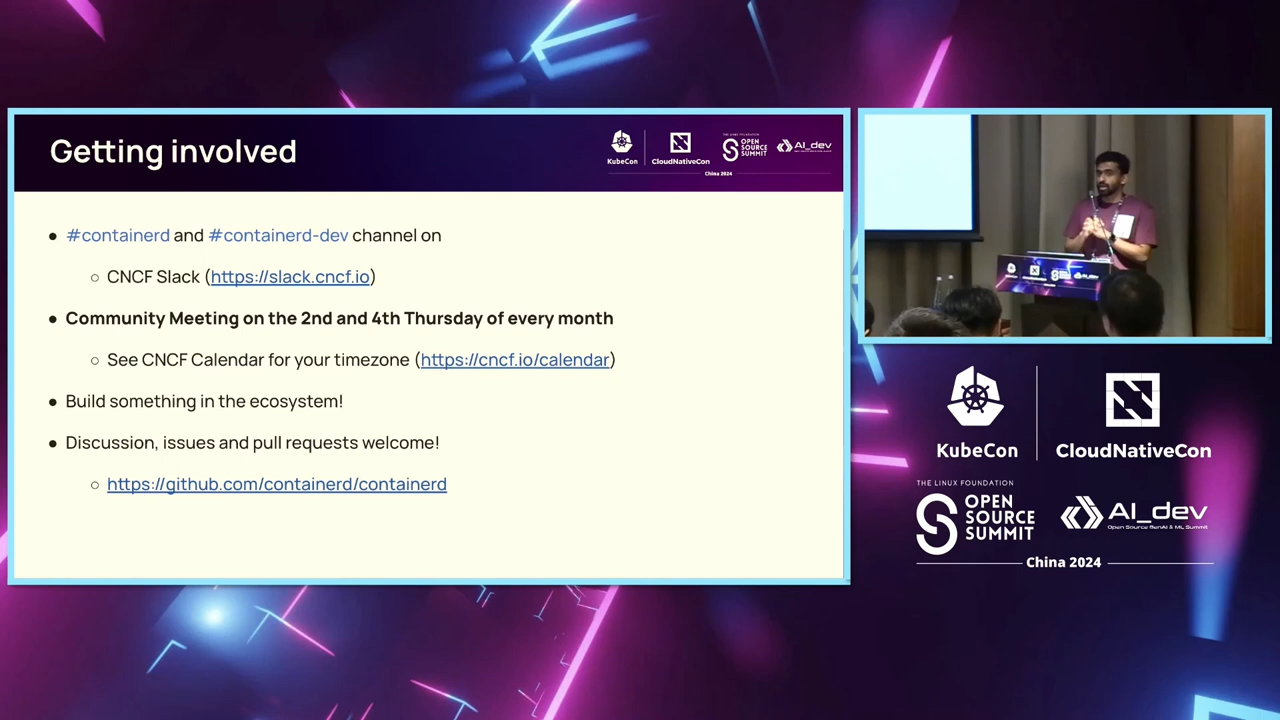 Getting involved
KubeCon
CloudNativeCon
THE LINUX FOUNDATION
OPEN
SOURCE
SUMMIT
AI_dev
China 2024
● #containerd and #containerd-dev channel on
○ CNCF Slack (https://slack.cncf.io)
● Community Meeting on the 2nd and 4th Thursday of every month
○ See CNCF Calendar for your timezone (https://cncf.io/calendar)
● Build something in the ecosystem!
● Discussion, issues and pull requests welcome!
○ https://github.com/containerd/containerd
KubeCon
CloudNativeCon
THE LINUX FOUNDATION
OPEN
SOURCE
SUMMIT
AI_dev
Open Source GenAI & ML Summit
China 2024